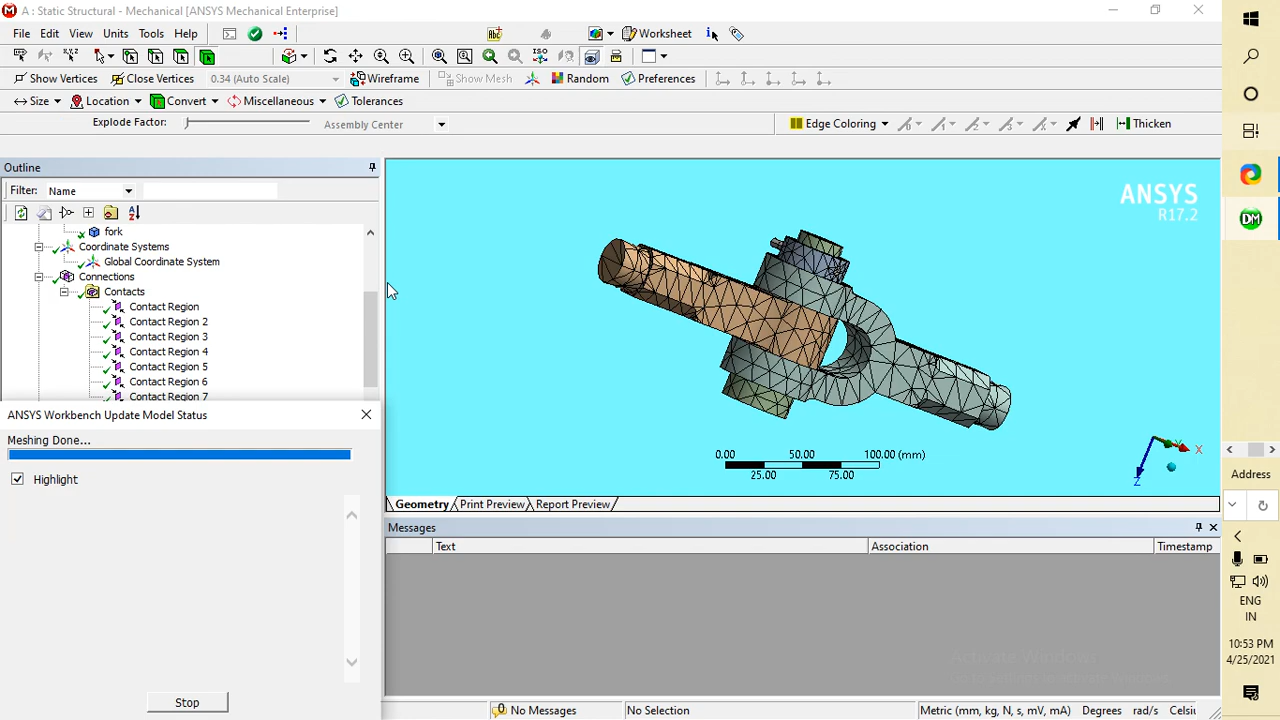 A : Static Structural - Mechanical [ANSYS Mechanical Enterprise]
File Edit View Units Tools Help Worksheet
Show Vertices Close Vertices 0.34 (Auto Scale) Wireframe Show Mesh Random Preferences
Size Location Convert Miscellaneous Tolerances
Explode Factor: Assembly Center Edge Coloring Thicken
Outline
Filter: Name
fork
Coordinate Systems
Global Coordinate System
Connections
Contacts
Contact Region
Contact Region 2
Contact Region 3
Contact Region 4
Contact Region 5
Contact Region 6
Contact Region 7
ANSYS Workbench Update Model Status
Meshing Done...
Highlight
Stop
ANSYS
R17.2
0.00 50.00 100.00 (mm)
25.00 75.00
X
Y
Z
Geometry Print Preview Report Preview
Messages
Text Association Timestamp
Activate Windows
No Messages No Selection Metric (mm, kg, N, s, mV, mA) Degrees rad/s Celsi
DM
Address
ENG
IN
10:53 PM
4/25/2021